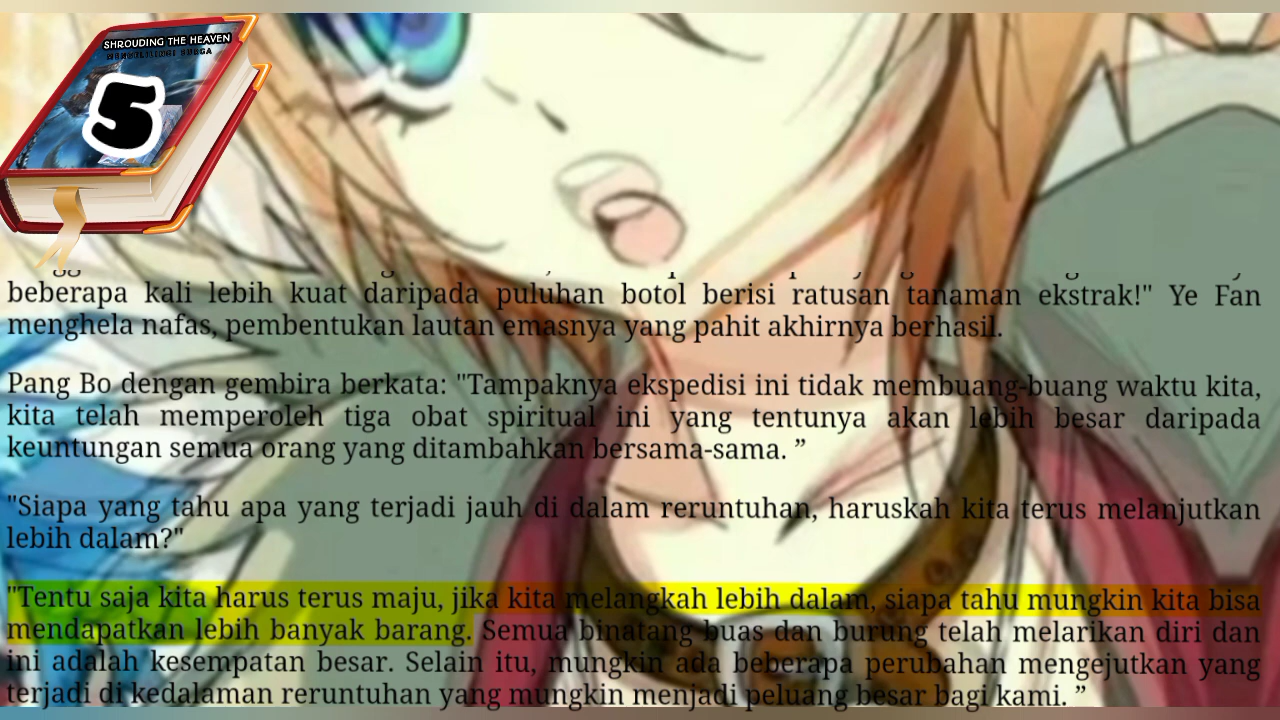 SHROUDING THE HEAVEN
5
beberapa kali lebih kuat daripada puluhan botol berisi ratusan tanaman ekstrak!" Ye Fan
menghela nafas, pembentukan lautan emasnya yang pahit akhirnya berhasil.
Pang Bo dengan gembira berkata: "Tampaknya ekspedisi ini tidak membuang-buang waktu kita,
kita telah memperoleh tiga obat spiritual ini yang tentunya akan lebih besar daripada
keuntungan semua orang yang ditambahkan bersama-sama. ”
"Siapa yang tahu apa yang terjadi jauh di dalam reruntuhan, haruskah kita terus melanjutkan
lebih dalam?"
"Tentu saja kita harus terus maju, jika kita melangkah lebih dalam, siapa tahu mungkin kita bisa
mendapatkan lebih banyak barang. Semua binatang buas dan burung telah melarikan diri dan
ini adalah kesempatan besar. Selain itu, mungkin ada beberapa perubahan mengejutkan yang
terjadi di kedalaman reruntuhan yang mungkin menjadi peluang besar bagi kami. ”